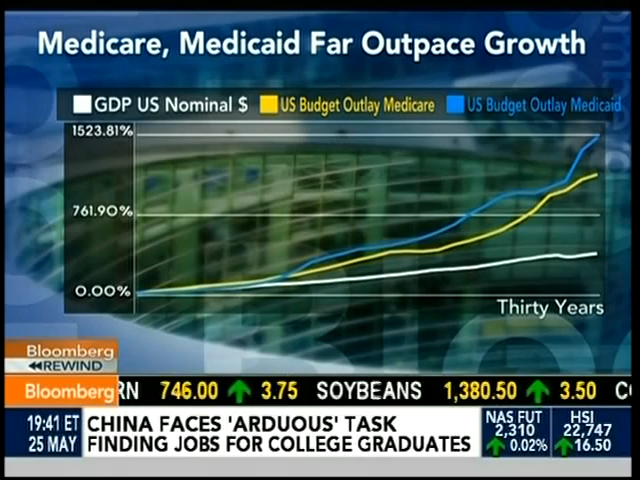 Medicare, Medicaid Far Outpace Growth
GDP US Nominal $ US Budget Outlay Medicare US Budget Outlay Medicaid
1523.81%
761.90%
0.00%
Thirty Years
Bloomberg
REWIND
Bloomberg RN 746.00 3.75 SOYBEANS 1,380.50 3.50 C
19:41 ET
25 MAY
CHINA FACES 'ARDUOUS' TASK
FINDING JOBS FOR COLLEGE GRADUATES
NAS FUT
2,310
0.02%
HSI
22,747
16.50